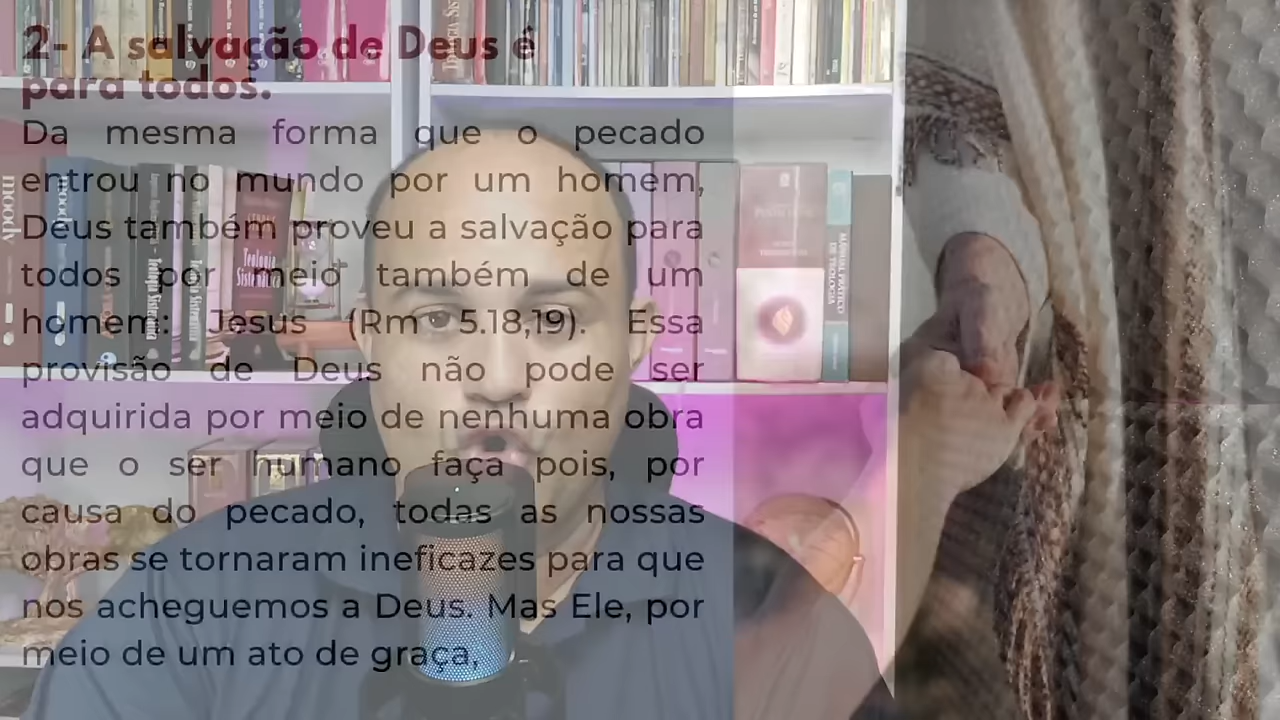 2- A salvação de Deus é
para todos.
Da mesma forma que o pecado
entrou no mundo por um homem,
Deus também proveu a salvação para
todos por meio também de um
homem: Jesus (Rm 5.18,19). Essa
provisão de Deus não pode ser
adquirida por meio de nenhuma obra
que o ser humano faça pois, por
causa do pecado, todas as nossas
obras se tornaram ineficazes para que
nos acheguemos a Deus. Mas Ele, por
meio de um ato de graça,
moody
moody
Teologia
Sistemática